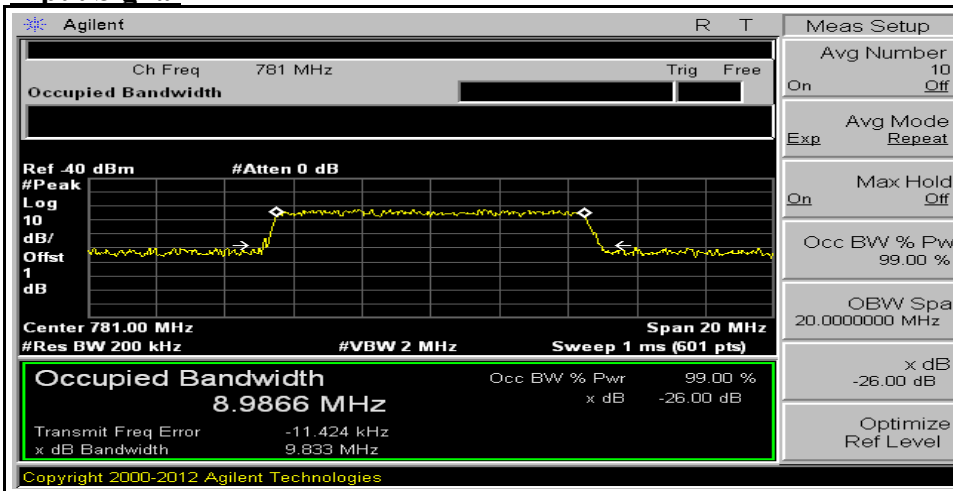 Agilent R T
Ch Freq 781 MHz Trig Free
Occupied Bandwidth
Ref -40 dBm #Atten 0 dB
#Peak
Log
10
dB/
Offst
1
dB
Center 781.00 MHz Span 20 MHz
#Res BW 200 kHz #VBW 2 MHz Sweep 1 ms (601 pts)
Occupied Bandwidth
8.9866 MHz
Occ BW % Pwr 99.00 %
x dB -26.00 dB
Transmit Freq Error -11.424 kHz
x dB Bandwidth 9.833 MHz
Copyright 2000-2012 Agilent Technologies
Meas Setup
Avg Number
10
On Off
Avg Mode
Exp Repeat
Max Hold
On Off
Occ BW % Pw
99.00 %
OBW Spa
20.0000000 MHz
x dB
-26.00 dB
Optimize
Ref Level